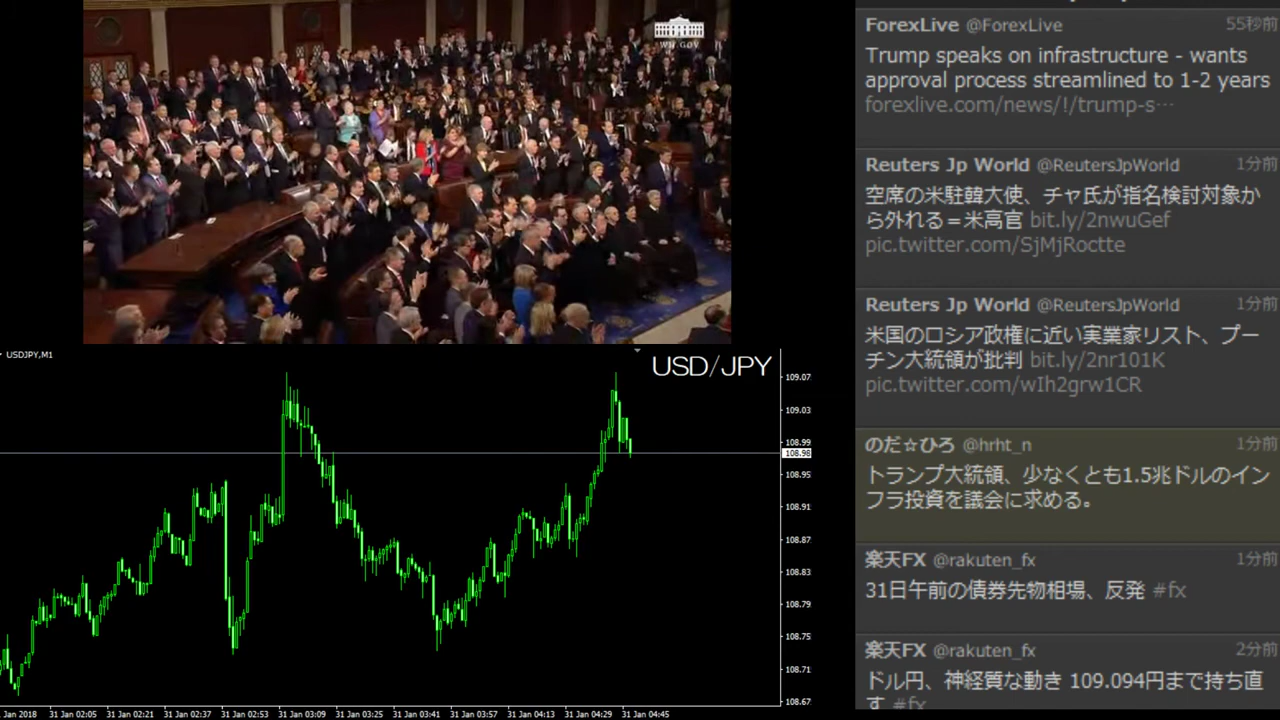 WH.GOV
USDJPY,M1
USD/JPY
109.07
109.03
108.99
108.98
108.95
108.91
108.87
108.83
108.79
108.75
108.71
108.67
Jan 2018
31 Jan 02:05
31 Jan 02:21
31 Jan 02:37
31 Jan 02:53
31 Jan 03:09
31 Jan 03:25
31 Jan 03:41
31 Jan 03:57
31 Jan 04:13
31 Jan 04:29
31 Jan 04:45
ForexLive @ForexLive 55秒前
Trump speaks on infrastructure - wants
approval process streamlined to 1-2 years
forexlive.com/news/!/trump-s…
Reuters Jp World @ReutersJpWorld 1分前
空席の米駐韓大使、チャ氏が指名検討対象か
ら外れる＝米高官 bit.ly/2nwuGef
pic.twitter.com/SjMjRoctte
Reuters Jp World @ReutersJpWorld 1分前
米国のロシア政権に近い実業家リスト、プー
チン大統領が批判 bit.ly/2nr101K
pic.twitter.com/wIh2grw1CR
のだ☆ひろ @hrht_n 1分前
トランプ大統領、少なくとも1.5兆ドルのイン
フラ投資を議会に求める。
楽天FX @rakuten_fx 1分前
31日午前の債券先物相場、反発 #fx
楽天FX @rakuten_fx 2分前
ドル円、神経質な動き 109.094円まで持ち直
す #fx